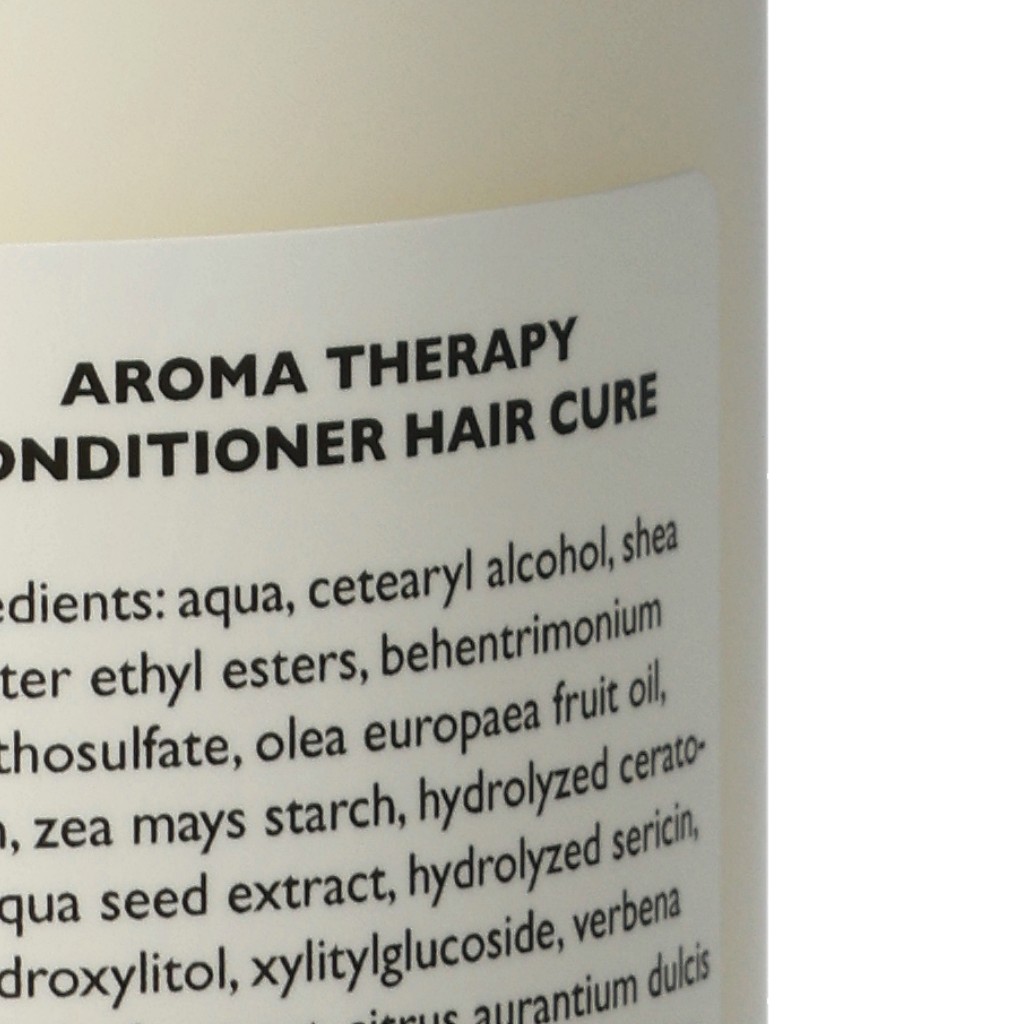 AROMA THERAPY
ONDITIONER HAIR CURE
edients: aqua, cetearyl alcohol, shea
ter ethyl esters, behentrimonium
thosulfate, olea europaea fruit oil,
, zea mays starch, hydrolyzed cerato-
qua seed extract, hydrolyzed sericin,
droxylitol, xylitylglucoside, verbena
citrus aurantium dulcis